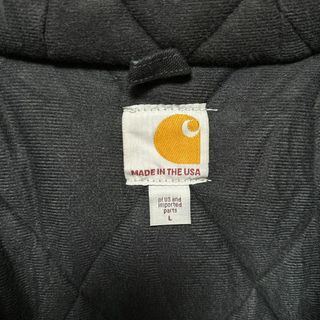 MADE IN THE USA
of US and
imported
parts
L